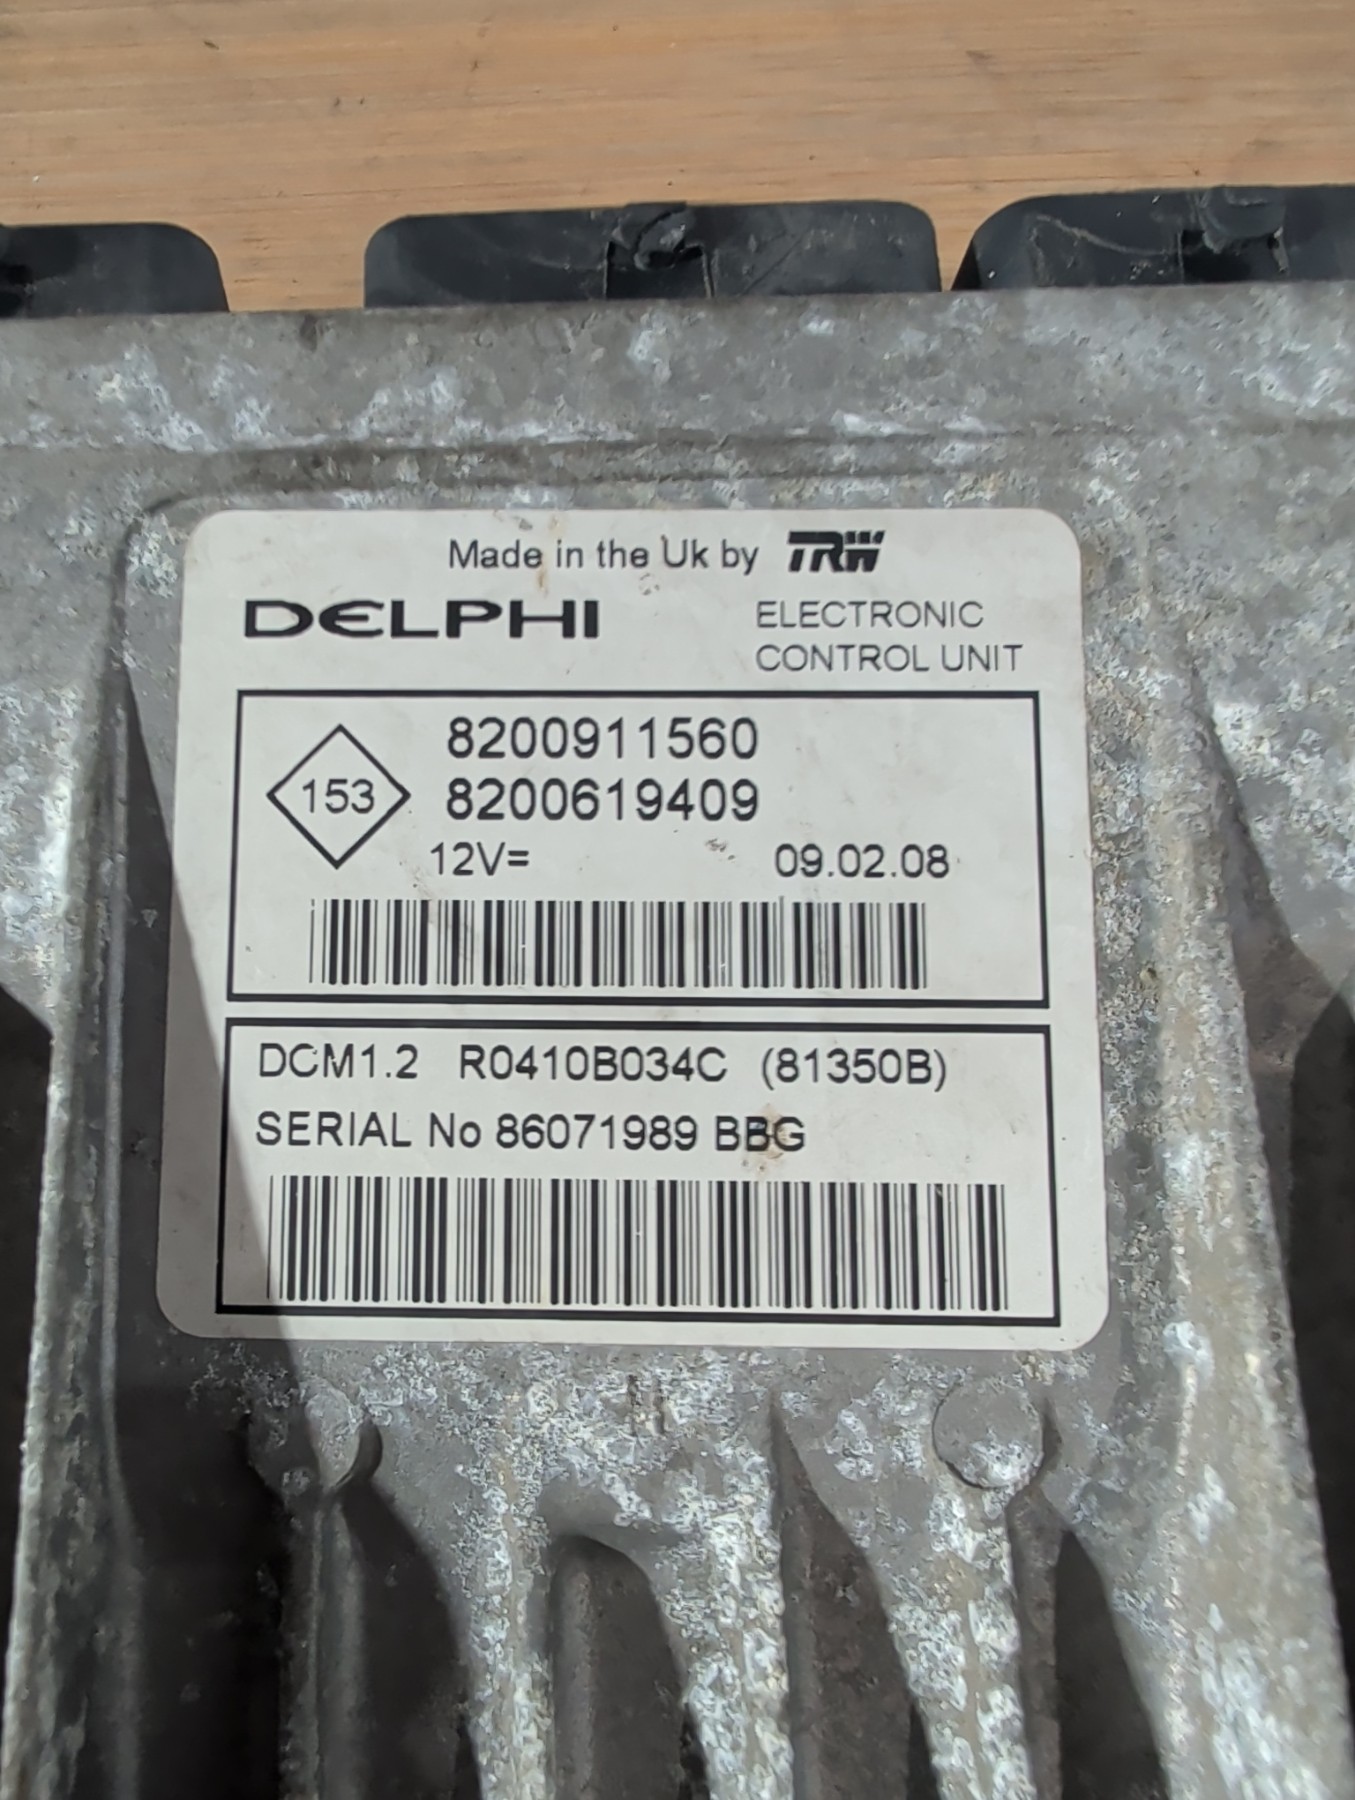 Made in the Uk by TRW
DELPHI
ELECTRONIC
CONTROL UNIT
8200911560
153
8200619409
12V=
09.02.08
DCM1.2 R0410B034C (81350B)
SERIAL No 86071989 BBG